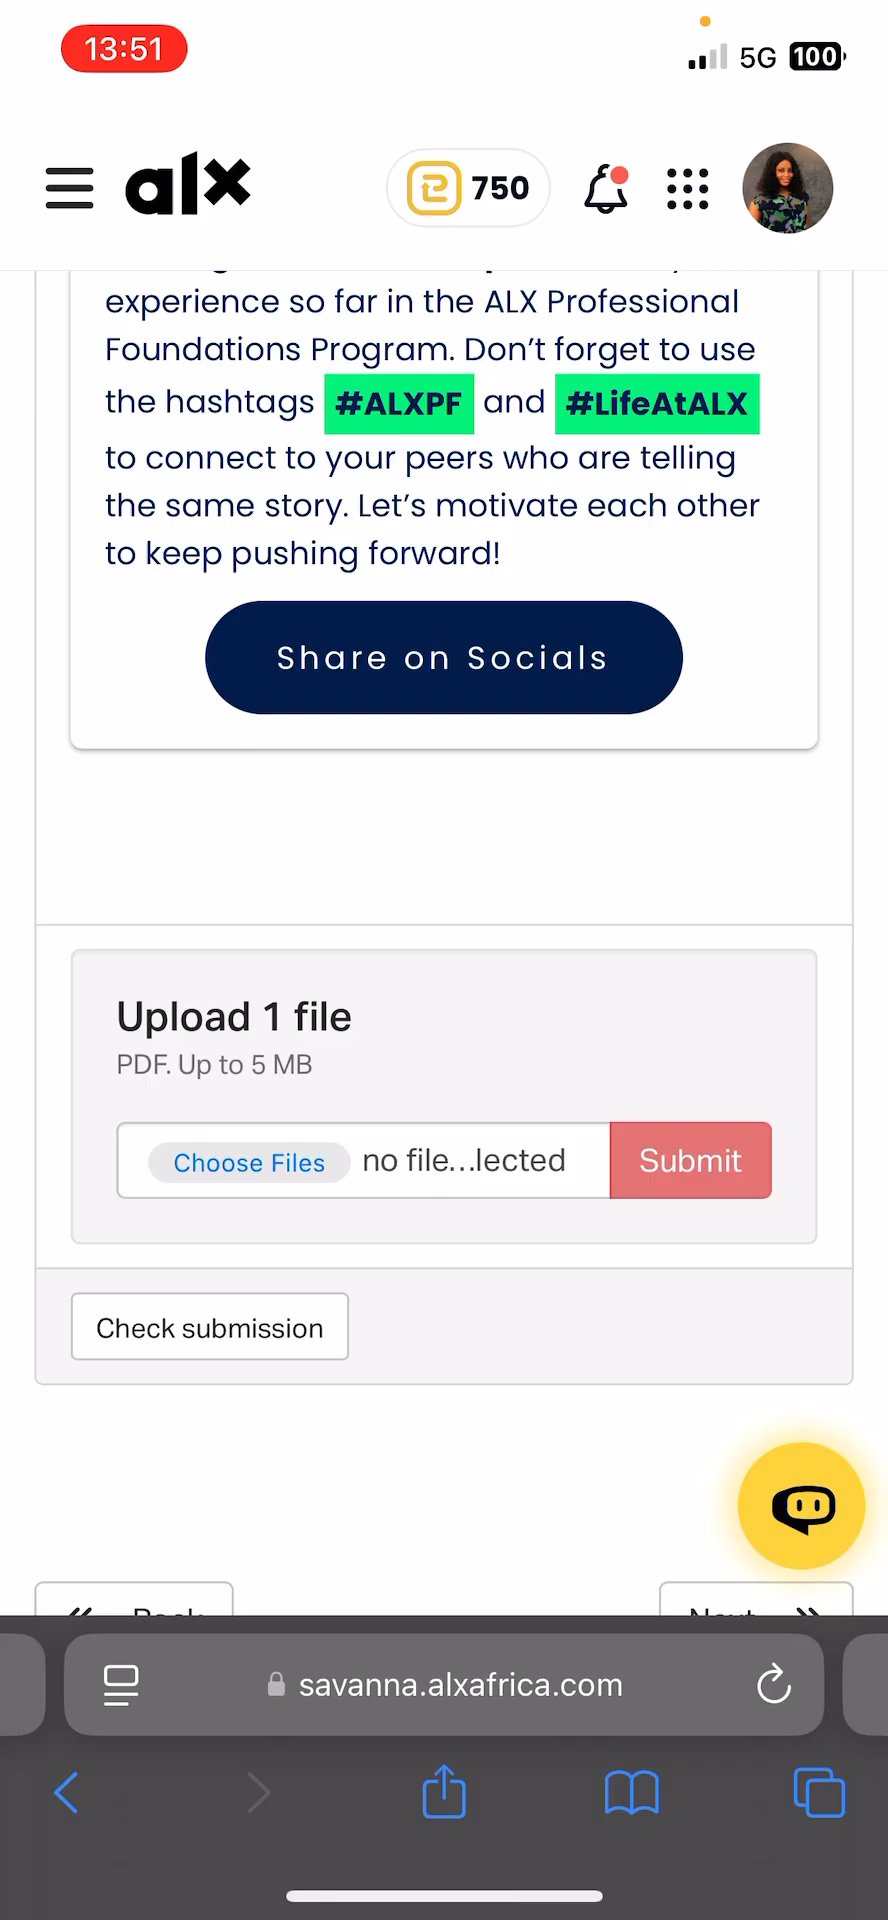 13:51
5G 100
alx
750
experience so far in the ALX Professional
Foundations Program. Don’t forget to use
the hashtags #ALXPF and #LifeAtALX
to connect to your peers who are telling
the same story. Let’s motivate each other
to keep pushing forward!
Share on Socials
Upload 1 file
PDF. Up to 5 MB
Choose Files no file...lected Submit
Check submission
Back Next
savanna.alxafrica.com